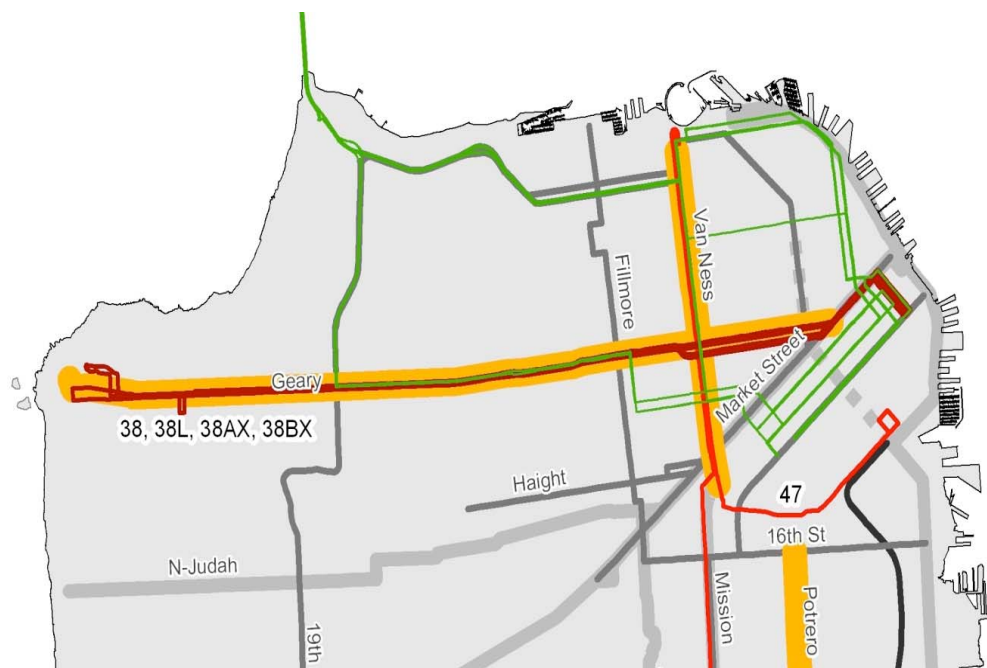 Van Ness
Fillmore
Market Street
Geary
38, 38L, 38AX, 38BX
Haight
47
16th St
N-Judah
Mission
Potrero
19th